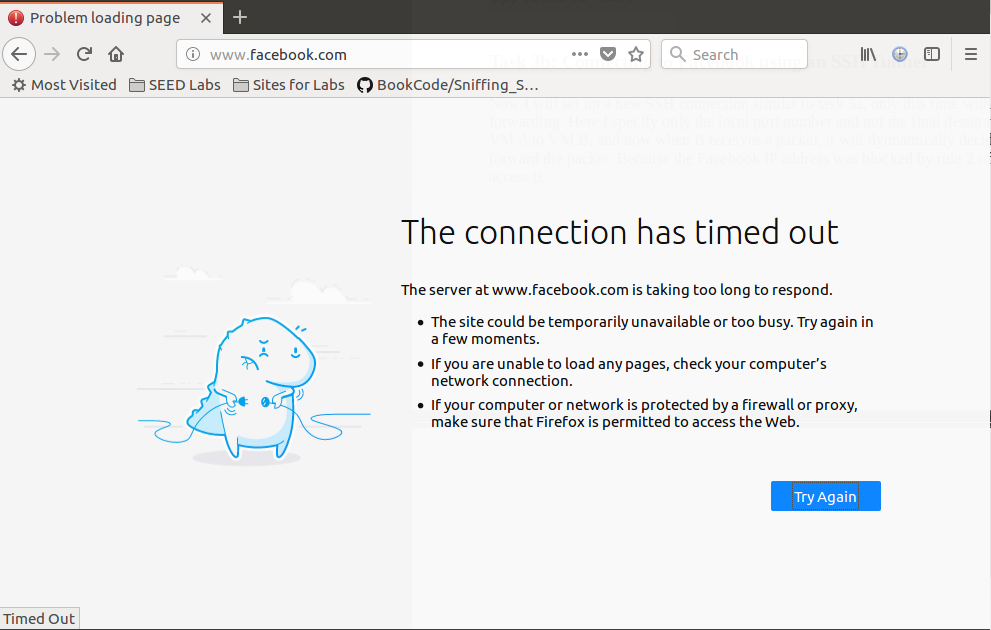 Problem loading page
www.facebook.com
Search
Most Visited
SEED Labs
Sites for Labs
BookCode/Sniffing_S...
The connection has timed out
The server at www.facebook.com is taking too long to respond.
The site could be temporarily unavailable or too busy. Try again in
a few moments.
If you are unable to load any pages, check your computer’s
network connection.
If your computer or network is protected by a firewall or proxy,
make sure that Firefox is permitted to access the Web.
Try Again
Timed Out